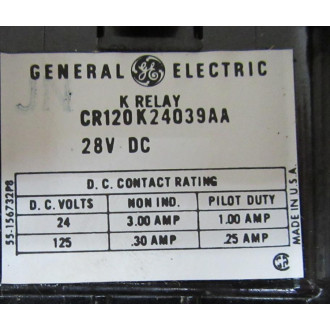 GENERAL GE ELECTRIC
K RELAY
CR120K24039AA
28V DC
D.C. CONTACT RATING
D.C. VOLTS NON IND. PILOT DUTY
24 3.00 AMP 1.00 AMP
125 .30 AMP .25 AMP
55-156732P8
MADE IN U.S.A.